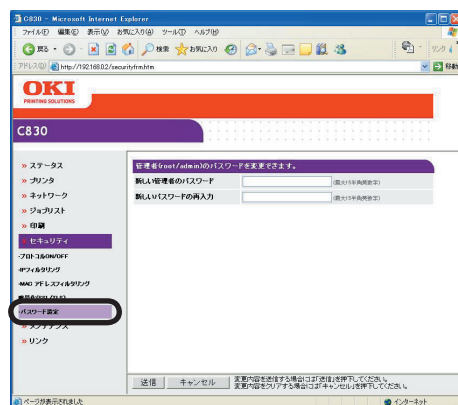 C830 - Microsoft Internet Explorer
ファイル(F) 編集(E) 表示(V) お気に入り(A) ツール(T) ヘルプ(H)
戻る 検索 お気に入り リンク
アドレス(D) http://192.168.0.2/securityfrm.htm 移動
OKI
PRINTING SOLUTIONS
C830
» ステータス
» プリンタ
» ネットワーク
» ジョブリスト
» 印刷
» セキュリティ
-プロトコルON/OFF
-IPフィルタリング
-MAC アドレスフィルタリング
-パスワード設定
» メンテナンス
» リンク
管理者(root/admin)のパスワードを変更できます。
新しい管理者のパスワード (最大15半角英数字)
新しいパスワードの再入力 (最大15半角英数字)
送信 キャンセル 変更内容を送信する場合には「送信」を押下してください。
変更内容をクリアする場合には「キャンセル」を押下してください。
ページが表示されました インターネット